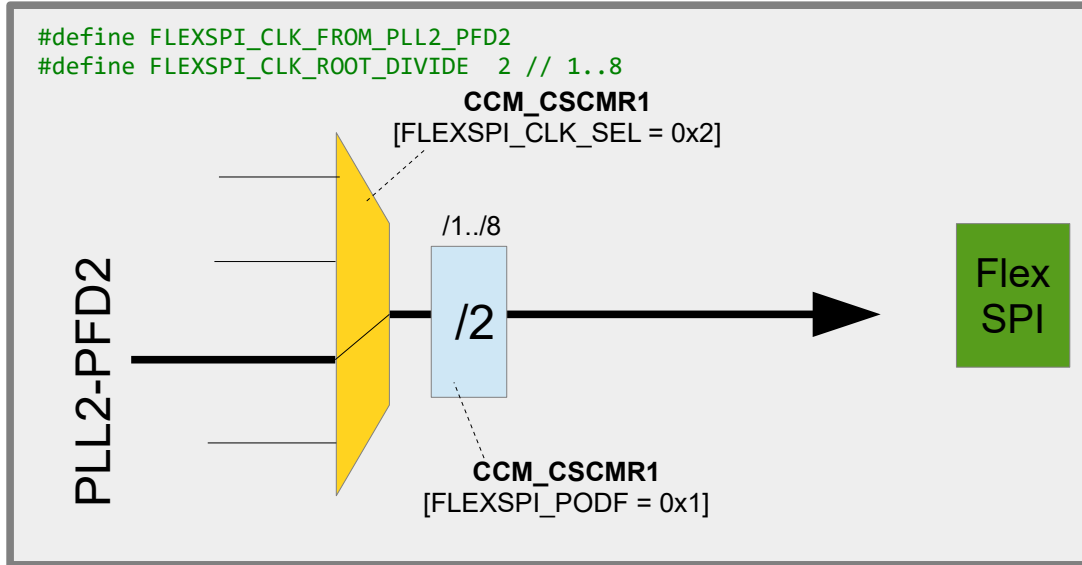 #define FLEXSPI_CLK_FROM_PLL2_PFD2
#define FLEXSPI_CLK_ROOT_DIVIDE  2 // 1..8
CCM_CSCMR1
[FLEXSPI_CLK_SEL = 0x2]
/1../8
PLL2-PFD2
/2
Flex
SPI
CCM_CSCMR1
[FLEXSPI_PODF = 0x1]